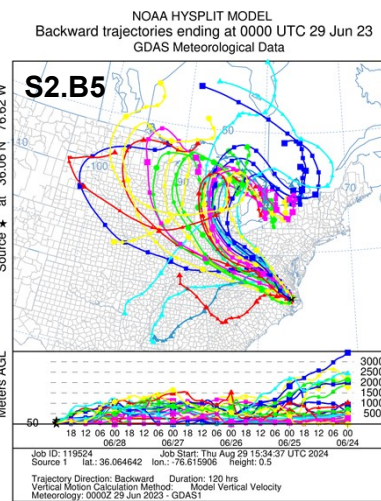 NOAA HYSPLIT MODEL
Backward trajectories ending at 0000 UTC 29 Jun 23
GDAS Meteorological Data
S2.B5
Source ★ at 36.06 N 76.62 W
-100
-90
50
70
Meters AGL
3000
2500
2000
1500
1000
500
50
18 12 06 00 18 12 06 00 18 12 06 00 18 12 06 00 18 12 06 00
06/28 06/27 06/26 06/25 06/24
Job ID: 119524 Job Start: Thu Aug 29 15:34:37 UTC 2024
Source 1 lat.: 36.064642 lon.: -76.615906 height: 0.5
Trajectory Direction: Backward Duration: 120 hrs
Vertical Motion Calculation Method: Model Vertical Velocity
Meteorology: 0000Z 29 Jun 2023 - GDAS1